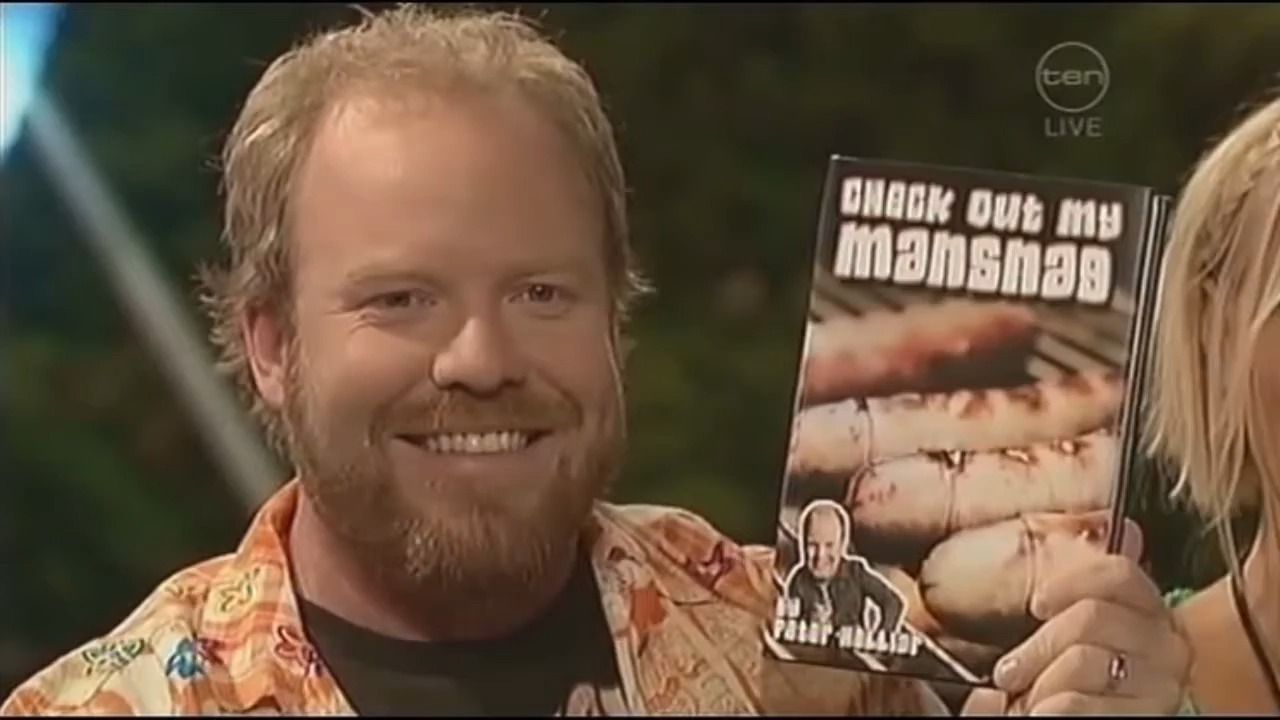 ten
LIVE
CHECK OUT MY
MANSNAG
BY
PETER HELLIAR